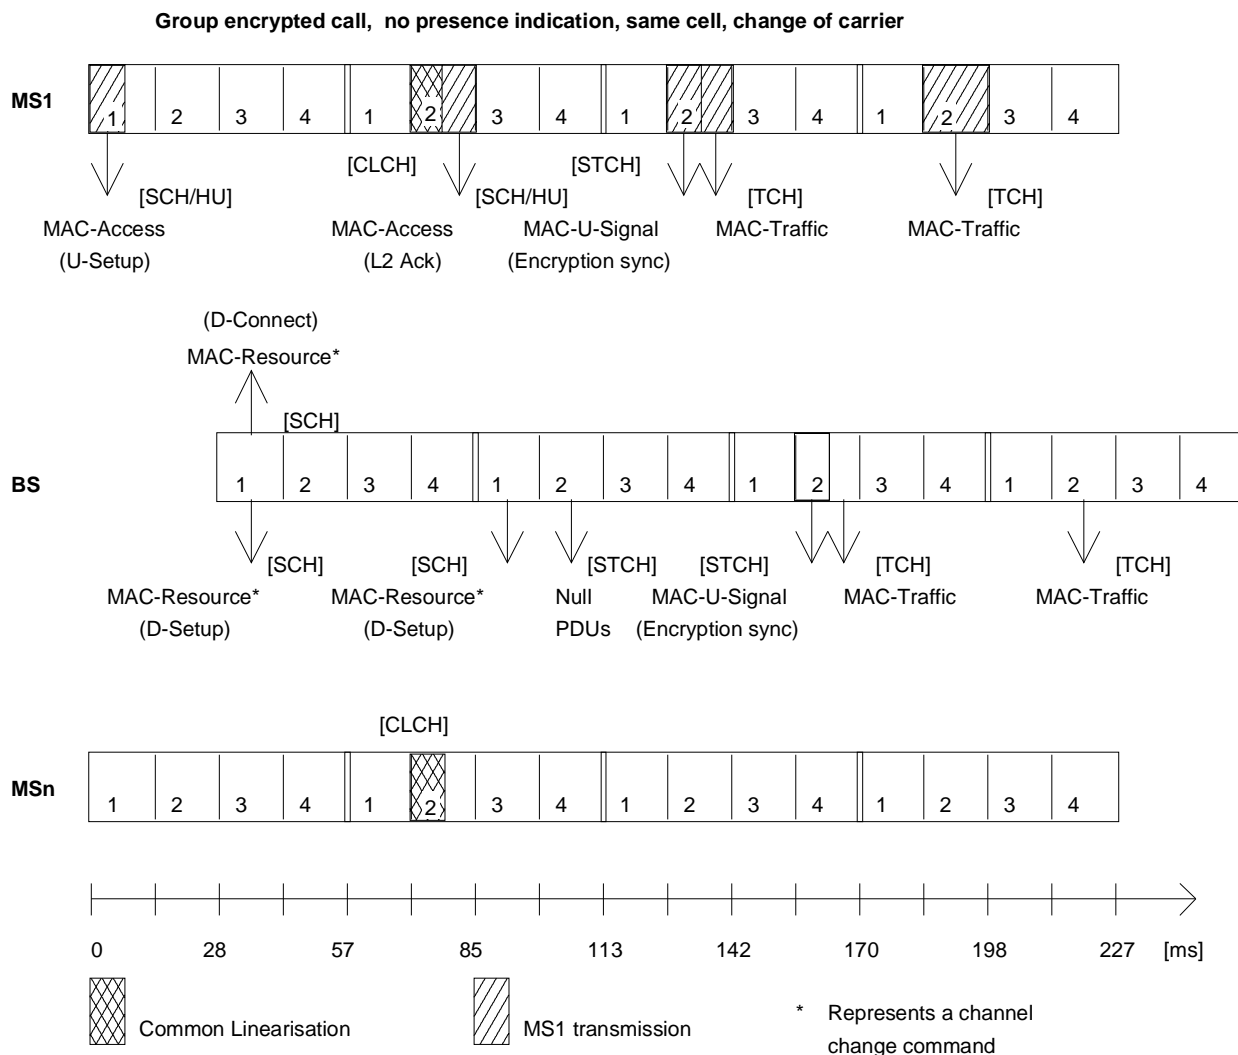 Group encrypted call, no presence indication, same cell, change of carrier
MS1
1 2 3 4 1 2 3 4 1 2 3 4 1 2 3 4
[CLCH] [STCH]
[SCH/HU] [SCH/HU] [TCH] [TCH]
MAC-Access MAC-Access MAC-U-Signal MAC-Traffic MAC-Traffic
(U-Setup) (L2 Ack) (Encryption sync)
(D-Connect)
MAC-Resource*
[SCH]
BS
1 2 3 4 1 2 3 4 1 2 3 4 1 2 3 4
[SCH] [SCH] [STCH] [STCH] [TCH] [TCH]
MAC-Resource* MAC-Resource* Null MAC-U-Signal MAC-Traffic MAC-Traffic
(D-Setup) (D-Setup) PDUs (Encryption sync)
[CLCH]
MSn
1 2 3 4 1 2 3 4 1 2 3 4 1 2 3 4
0 28 57 85 113 142 170 198 227 [ms]
Common Linearisation MS1 transmission * Represents a channel
change command